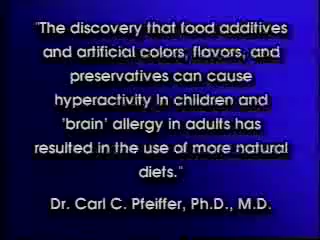 "The discovery that food additives
and artificial colors, flavors, and
preservatives can cause
hyperactivity in children and
'brain' allergy in adults has
resulted in the use of more natural
diets."
Dr. Carl C. Pfeiffer, Ph.D., M.D.